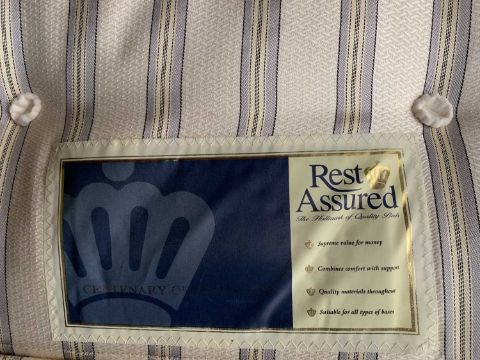 Rest
Assured
The Hallmark of Quality Beds
Supreme value for money
Combines comfort with support
Quality materials throughout
Suitable for all types of bases
CENTENARY